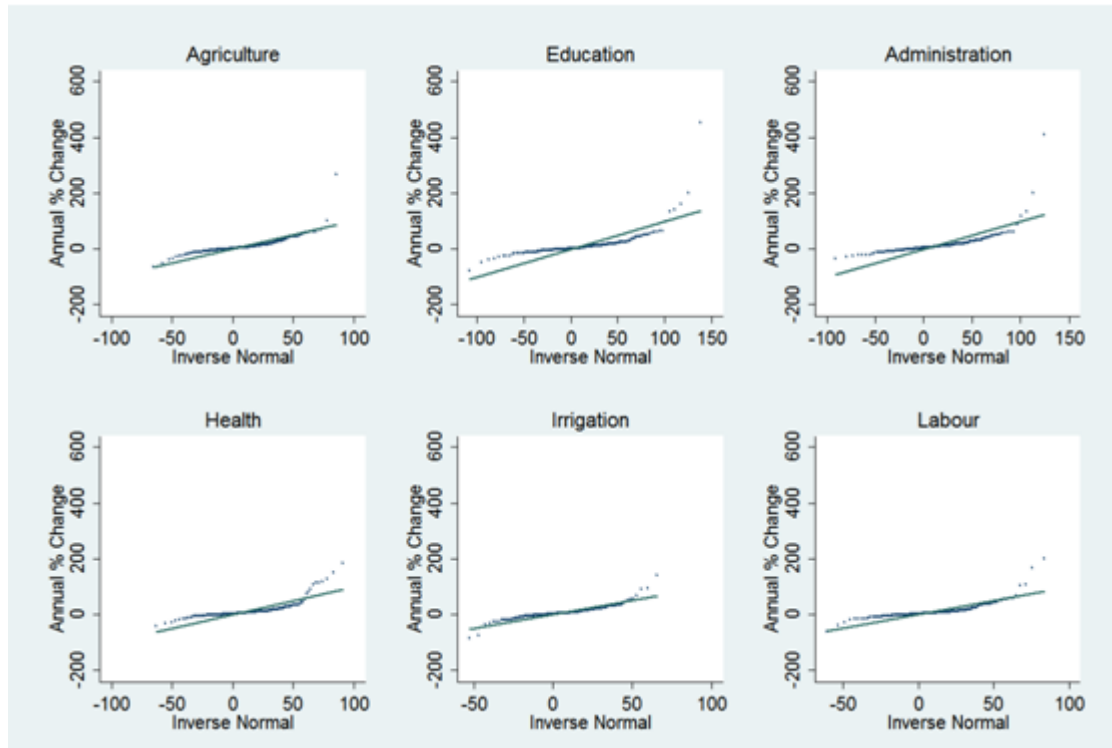 Agriculture
Annual % Change
600
400
200
0
-200
-100 -50 0 50 100
Inverse Normal
Education
Annual % Change
600
400
200
0
-200
-100 -50 0 50 100 150
Inverse Normal
Administration
Annual % Change
600
400
200
0
-200
-100 -50 0 50 100 150
Inverse Normal
Health
Annual % Change
600
400
200
0
-200
-100 -50 0 50 100
Inverse Normal
Irrigation
Annual % Change
600
400
200
0
-200
-50 0 50 100
Inverse Normal
Labour
Annual % Change
600
400
200
0
-200
-50 0 50 100
Inverse Normal